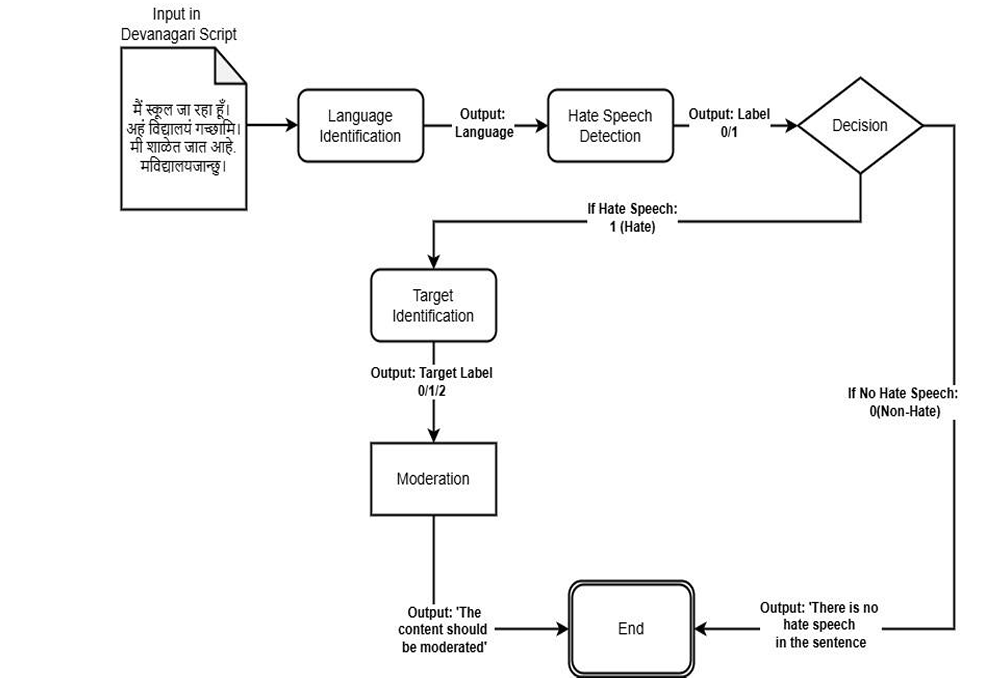 Input in
Devanagari Script
मैं स्कूल जा रहा हूँ।
अहं विद्यालयं गच्छामि।
मी शाळेत जात आहे.
मविद्यालयजान्छु।
Language
Identification
Output:
Language
Hate Speech
Detection
Output: Label
0/1
Decision
If Hate Speech:
1 (Hate)
Target
Identification
Output: Target Label
0/1/2
If No Hate Speech:
0(Non-Hate)
Moderation
Output: 'The
content should
be moderated'
End
Output: 'There is no
hate speech
in the sentence